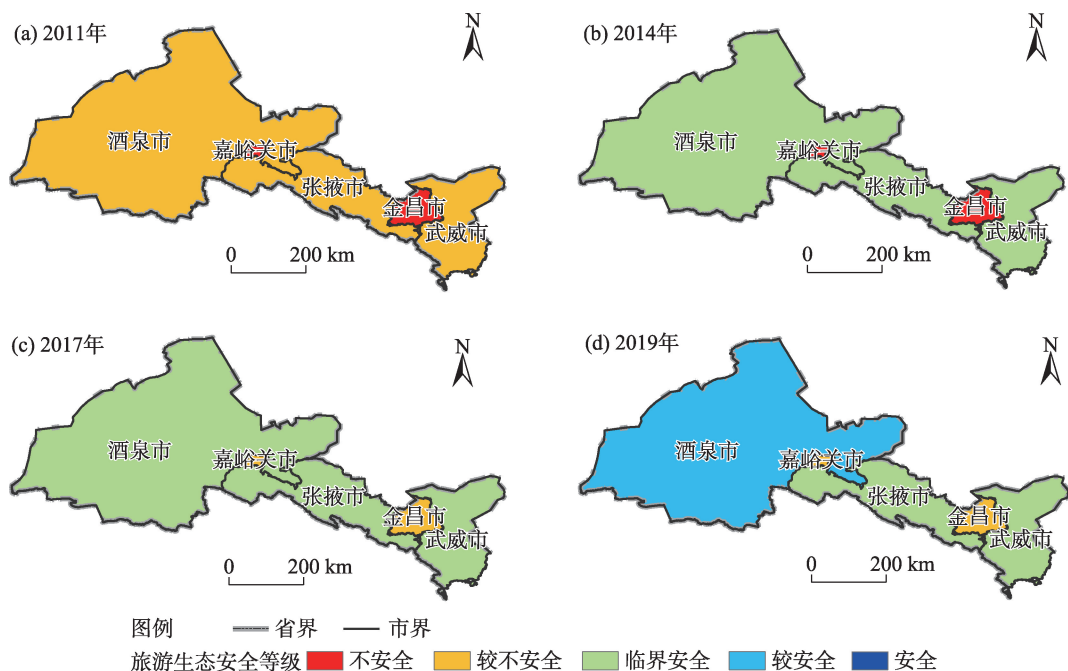 (a) 2011年
N
酒泉市
嘉峪关市
张掖市
金昌市
武威市
0 200 km
(b) 2014年
N
酒泉市
嘉峪关市
张掖市
金昌市
武威市
0 200 km
(c) 2017年
N
酒泉市
嘉峪关市
张掖市
金昌市
武威市
0 200 km
(d) 2019年
N
酒泉市
嘉峪关市
张掖市
金昌市
武威市
0 200 km
图例 省界 市界
旅游生态安全等级 不安全 较不安全 临界安全 较安全 安全